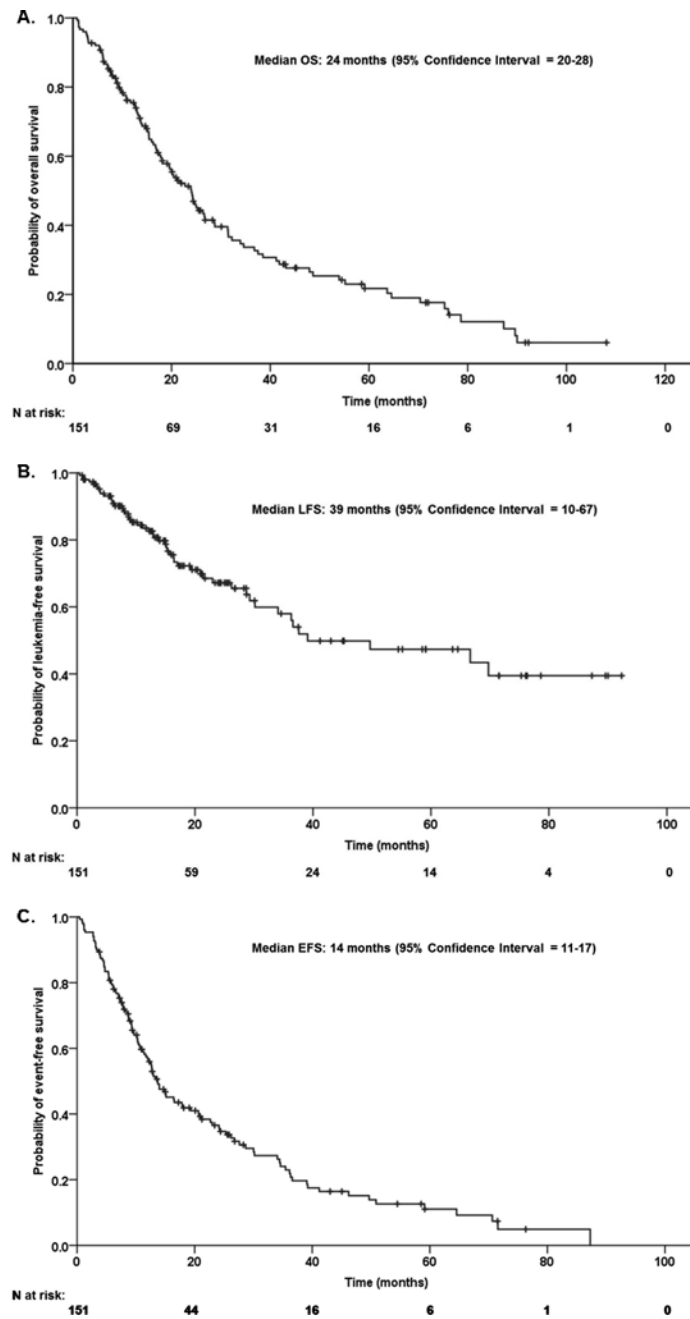 A.
Median OS: 24 months (95% Confidence Interval = 20-28)
Probability of overall survival
1.0
0.8
0.6
0.4
0.2
0.0
0 20 40 60 80 100 120
Time (months)
N at risk:
151 69 31 16 6 1 0
B.
Median LFS: 39 months (95% Confidence Interval = 10-67)
Probability of leukemia-free survival
1.0
0.8
0.6
0.4
0.2
0.0
0 20 40 60 80 100
Time (months)
N at risk:
151 59 24 14 4 0
C.
Median EFS: 14 months (95% Confidence Interval = 11-17)
Probability of event-free survival
1.0
0.8
0.6
0.4
0.2
0.0
0 20 40 60 80 100
Time (months)
N at risk:
151 44 16 6 1 0